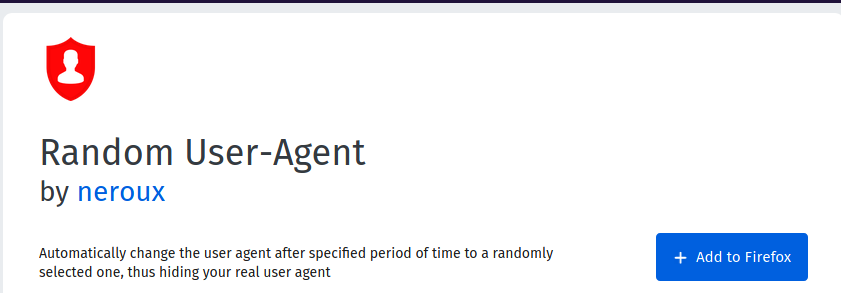 Random User-Agent
by neroux
Automatically change the user agent after specified period of time to a randomly
selected one, thus hiding your real user agent
+ Add to Firefox